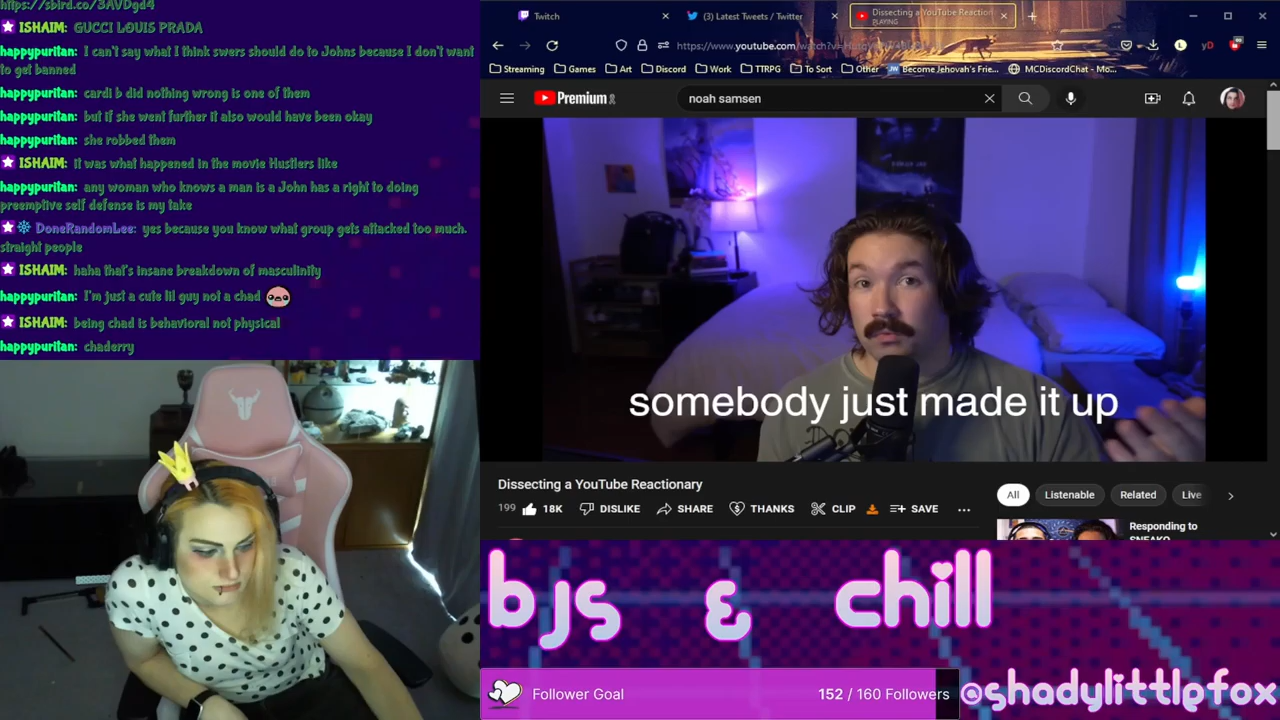 https://sbird.co/3AVDgd4
ISHAIM: GUCCI LOUIS PRADA
happypuritan: I can't say what I think swers should do to Johns because I don't want
to get banned
happypuritan: cardi b did nothing wrong is one of them
happypuritan: but if she went further it also would have been okay
happypuritan: she robbed them
ISHAIM: it was what happened in the movie Hustlers like
happypuritan: any woman who knows a man is a John has a right to doing
preemptive self defense is my take
DoneRandomLee: yes because you know what group gets attacked too much.
straight people
ISHAIM: haha that's insane breakdown of masculinity
happypuritan: I'm just a cute lil guy not a chad
ISHAIM: being chad is behavioral not physical
happypuritan: chaderry
Twitch
(3) Latest Tweets / Twitter
Dissecting a YouTube Reaction
PLAYING
https://www.youtube.com/watch?v=
Streaming
Games
Art
Discord
Work
TTRPG
To Sort
Other
Become Jehovah's Frie...
MCDiscordChat - Mo...
Premium
noah samsen
somebody just made it up
Dissecting a YouTube Reactionary
199
18K
DISLIKE
SHARE
THANKS
CLIP
SAVE
All
Listenable
Related
Live
Responding to
SNEAKO
bjs & chill
Follower Goal
152 / 160 Followers
@shadylittlefox